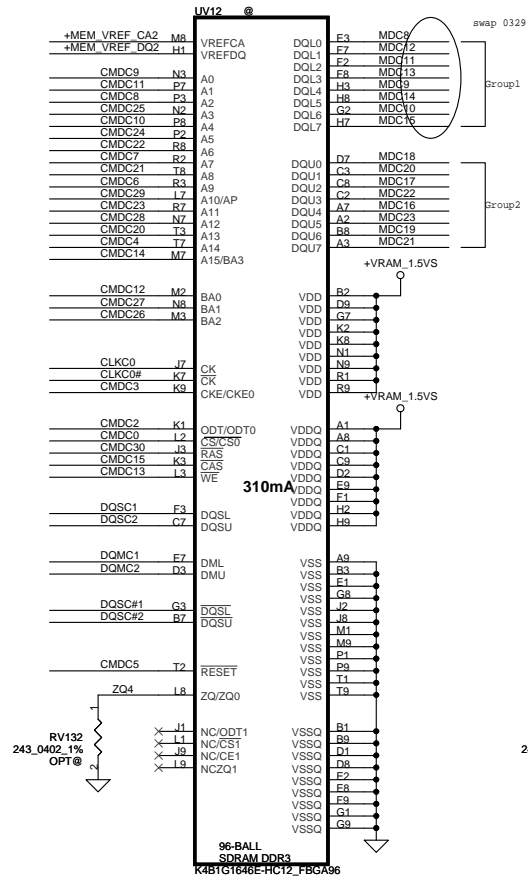 UV12 @
swap 0329
+MEM_VREF_CA2 M8 VREFCA
+MEM_VREF_DQ2 H1 VREFDQ
CMDC9 N3 A0
CMDC11 P7 A1
CMDC8 P3 A2
CMDC25 N2 A3
CMDC10 P8 A4
CMDC24 P2 A5
CMDC22 R8 A6
CMDC7 R2 A7
CMDC21 T8 A8
CMDC6 R3 A9
CMDC29 L7 A10/AP
CMDC23 R7 A11
CMDC28 N7 A12
CMDC20 T3 A13
CMDC4 T7 A14
CMDC14 M7 A15/BA3
CMDC12 M2 BA0
CMDC27 N8 BA1
CMDC26 M3 BA2
CLKC0 J7 CK
CLKC0# K7 CK
CMDC3 K9 CKE/CKE0
CMDC2 K1 ODT/ODT0
CMDC0 L2 CS/CS0
CMDC30 J3 RAS
CMDC15 K3 CAS
CMDC13 L3 WE
DQSC1 F3 DQSL
DQSC2 C7 DQSU
DQMC1 E7 DML
DQMC2 D3 DMU
DQSC#1 G3 DQSL
DQSC#2 B7 DQSU
CMDC5 T2 RESET
ZQ4 L8 ZQ/ZQ0
1
RV132
243_0402_1%
OPT@
2
J1 NC/ODT1
L1 NC/CS1
J9 NC/CE1
L9 NCZQ1
DQL0 E3 MDC8
DQL1 F7 MDC12
DQL2 F2 MDC11
DQL3 F8 MDC13
DQL4 H3 MDC9
DQL5 H8 MDC14
DQL6 G2 MDC10
DQL7 H7 MDC15
Group1
DQU0 D7 MDC18
DQU1 C3 MDC20
DQU2 C8 MDC17
DQU3 C2 MDC22
DQU4 A7 MDC16
DQU5 A2 MDC23
DQU6 B8 MDC19
DQU7 A3 MDC21
Group2
+VRAM_1.5VS
VDD B2
VDD D9
VDD G7
VDD K2
VDD K8
VDD N1
VDD N9
VDD R1
VDD R9
+VRAM_1.5VS
VDDQ A1
VDDQ A8
VDDQ C1
VDDQ C9
VDDQ D2
VDDQ E9
VDDQ F1
VDDQ H2
VDDQ H9
310mA
VSS A9
VSS B3
VSS E1
VSS G8
VSS J2
VSS J8
VSS M1
VSS M9
VSS P1
VSS P9
VSS T1
VSS T9
VSSQ B1
VSSQ B9
VSSQ D1
VSSQ D8
VSSQ E2
VSSQ E8
VSSQ F9
VSSQ G1
VSSQ G9
2
96-BALL
SDRAM DDR3
K4B1G1646E-HC12_FBGA96